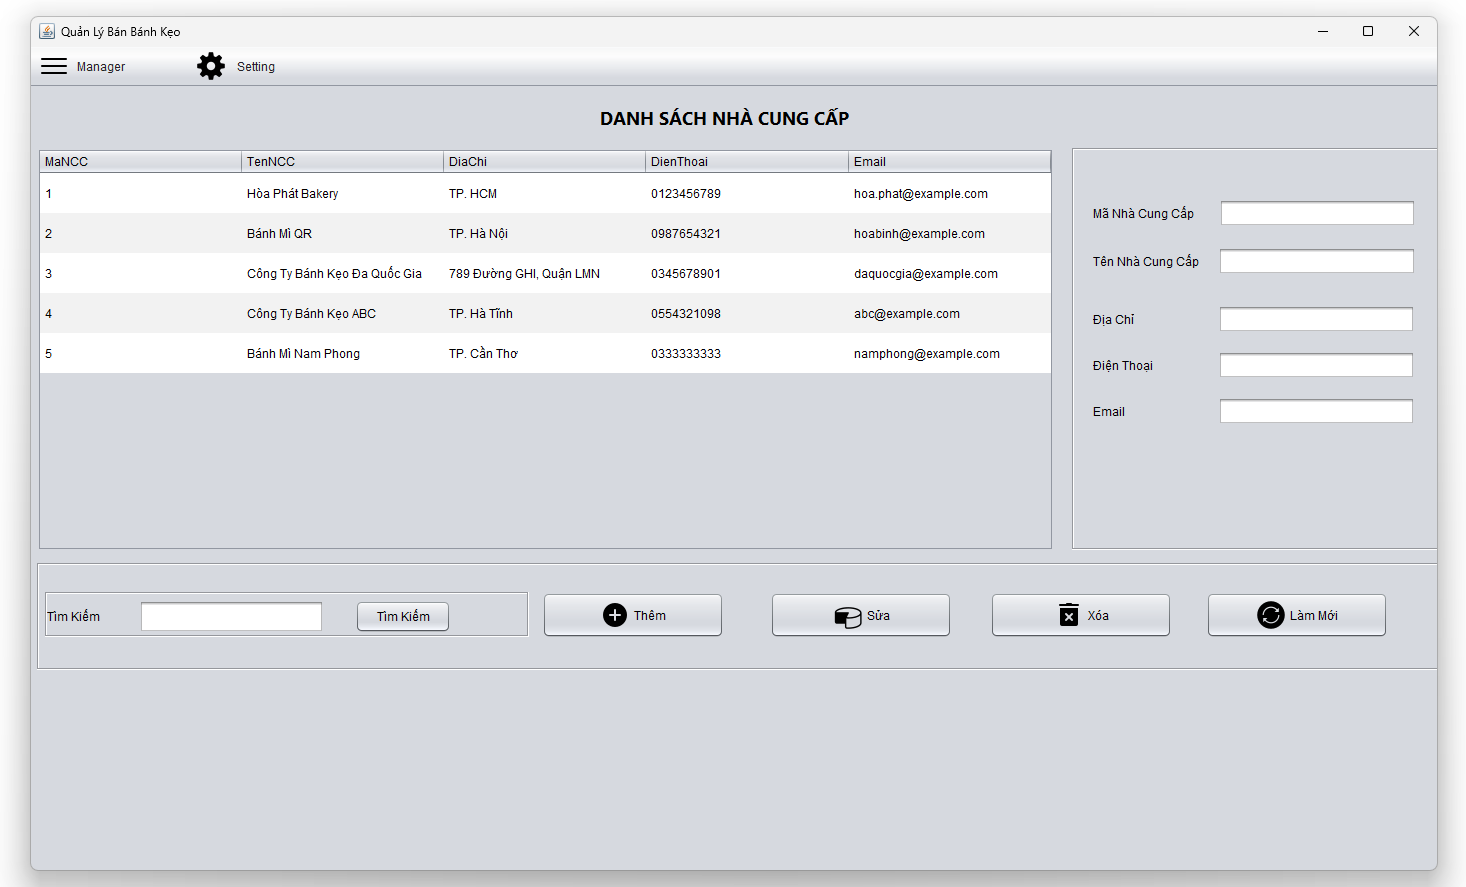 Quản Lý Bán Bánh Kẹo
Manager Setting
DANH SÁCH NHÀ CUNG CẤP
MaNCC TenNCC DiaChi DienThoai Email
1 Hòa Phát Bakery TP. HCM 0123456789 hoa.phat@example.com
2 Bánh Mì QR TP. Hà Nội 0987654321 hoabinh@example.com
3 Công Ty Bánh Kẹo Đa Quốc Gia 789 Đường GHI, Quận LMN 0345678901 daquocgia@example.com
4 Công Ty Bánh Kẹo ABC TP. Hà Tĩnh 0554321098 abc@example.com
5 Bánh Mì Nam Phong TP. Cần Thơ 0333333333 namphong@example.com
Mã Nhà Cung Cấp
Tên Nhà Cung Cấp
Địa Chỉ
Điện Thoại
Email
Tìm Kiếm Tìm Kiếm Thêm Sửa Xóa Làm Mới